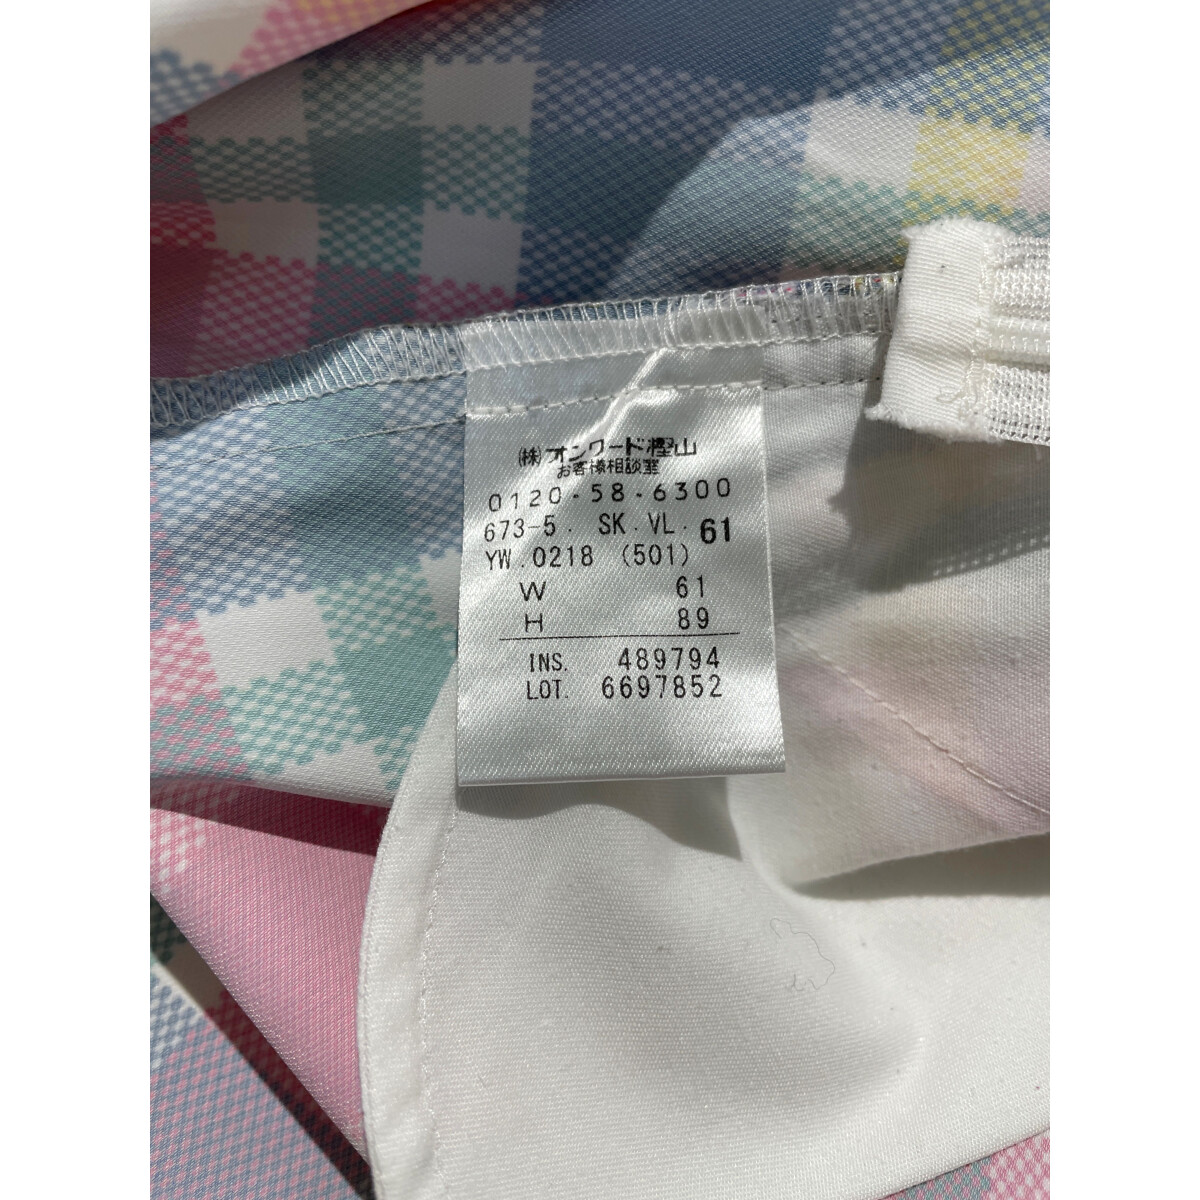 (株)オンワード樫山
お客様相談室
0120-58-6300
673-5. SK.VL. 61
YW.0218 (501)
W 61
H 89
INS. 489794
LOT. 6697852